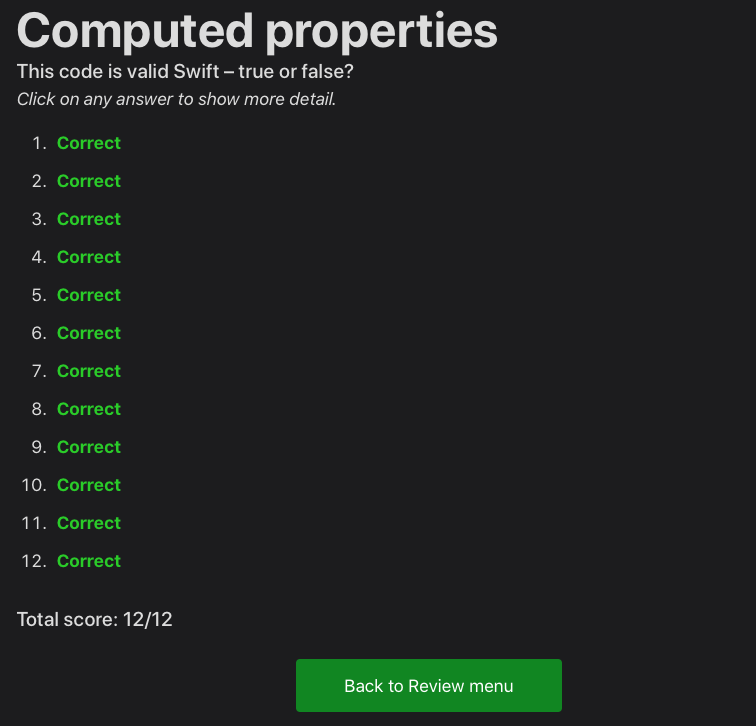 Computed properties
This code is valid Swift – true or false?
Click on any answer to show more detail.
1. Correct
2. Correct
3. Correct
4. Correct
5. Correct
6. Correct
7. Correct
8. Correct
9. Correct
10. Correct
11. Correct
12. Correct
Total score: 12/12
Back to Review menu